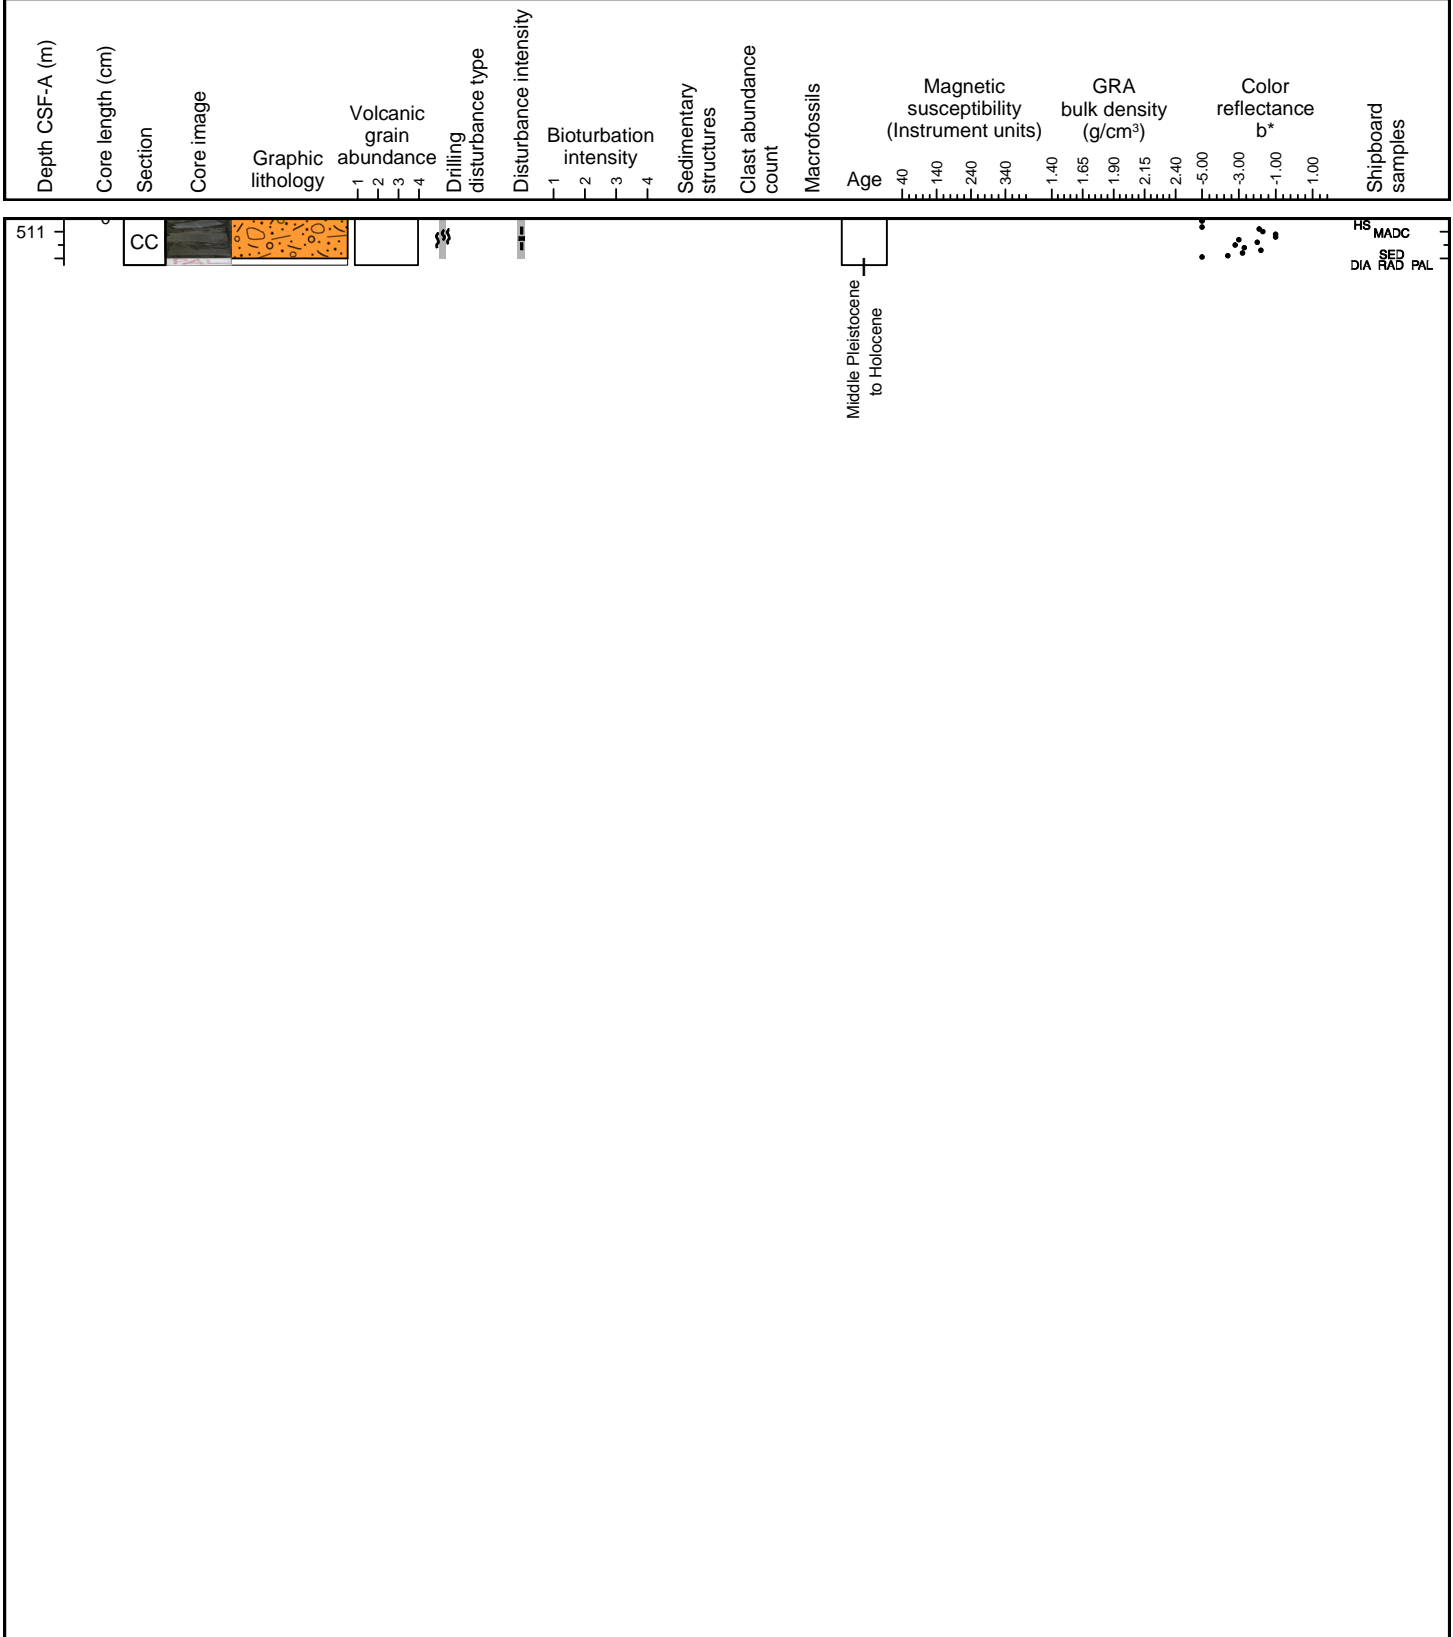 Depth CSF-A (m)
Core length (cm)
Section
Core image
Graphic
lithology
Volcanic
grain
abundance
1
2
3
4
Drilling
disturbance type
Disturbance intensity
Bioturbation
intensity
1
2
3
4
Sedimentary
structures
Clast abundance
count
Macrofossils
Age
Magnetic
susceptibility
(Instrument units)
40
140
240
340
GRA
bulk density
(g/cm³)
1.40
1.65
1.90
2.15
2.40
Color
reflectance
b*
-5.00
-3.00
-1.00
1.00
Shipboard
samples
511
0
CC
PAL
HS
MADC
SED
DIA RAD PAL
Middle Pleistocene
to Holocene